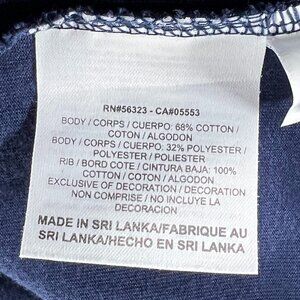 RN#56323 - CA#05553
BODY / CORPS / CUERPO: 68% COTTON /
COTON / ALGODON
BODY / CORPS / CUERPO: 32% POLYESTER /
POLYESTER / POLIESTER
RIB / BORD COTE / CINTURA BAJA: 100%
COTTON / COTON / ALGODON
EXCLUSIVE OF DECORATION / DECORATION
NON COMPRISE / NO INCLUYE LA
DECORACION
MADE IN SRI LANKA/FABRIQUE AU
SRI LANKA/HECHO EN SRI LANKA